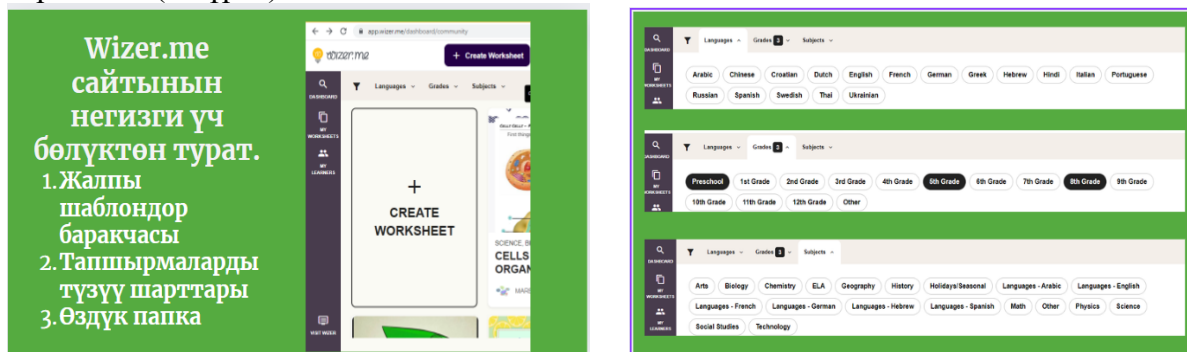 Wizer.me
сайтынын
негизги үч
бөлүктөн турат.
1.Жалпы
шаблондор
баракчасы
2.Тапшырмаларды
түзүү шарттары
3.Өздүк папка
app.wizer.me/dashboard/community
wizer.me
+ Create Worksheet
DASHBOARD
Languages Grades Subjects
MY
WORKSHEETS
MY
LEARNERS
+
CREATE
WORKSHEET
SCIENCE, B
CELLS
ORGAN
VISIT WIZER
DASHBOARD
Languages Grades 3 Subjects
MY
WORKSHEETS
Arabic Chinese Croatian Dutch English French German Greek Hebrew Hindi Italian Portuguese
Russian Spanish Swedish Thai Ukrainian
DASHBOARD
Languages Grades 3 Subjects
MY
WORKSHEETS
Preschool 1st Grade 2nd Grade 3rd Grade 4th Grade 5th Grade 6th Grade 7th Grade 8th Grade 9th Grade
10th Grade 11th Grade 12th Grade Other
DASHBOARD
Languages Grades 3 Subjects
MY
WORKSHEETS
MY
LEARNERS
Arts Biology Chemistry ELA Geography History Holidays/Seasonal Languages - Arabic Languages - English
Languages - French Languages - German Languages - Hebrew Languages - Spanish Math Other Physics Science
Social Studies Technology